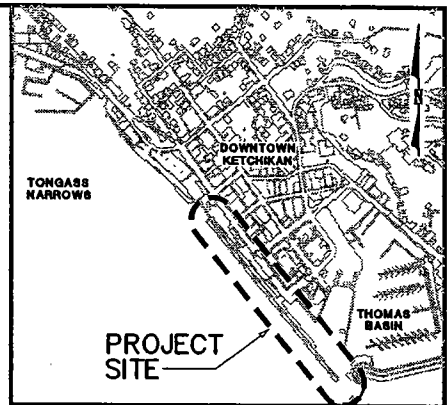 N
DOWNTOWN
KETCHIKAN
TONGASS
NARROWS
THOMAS
BASIN
PROJECT
SITE